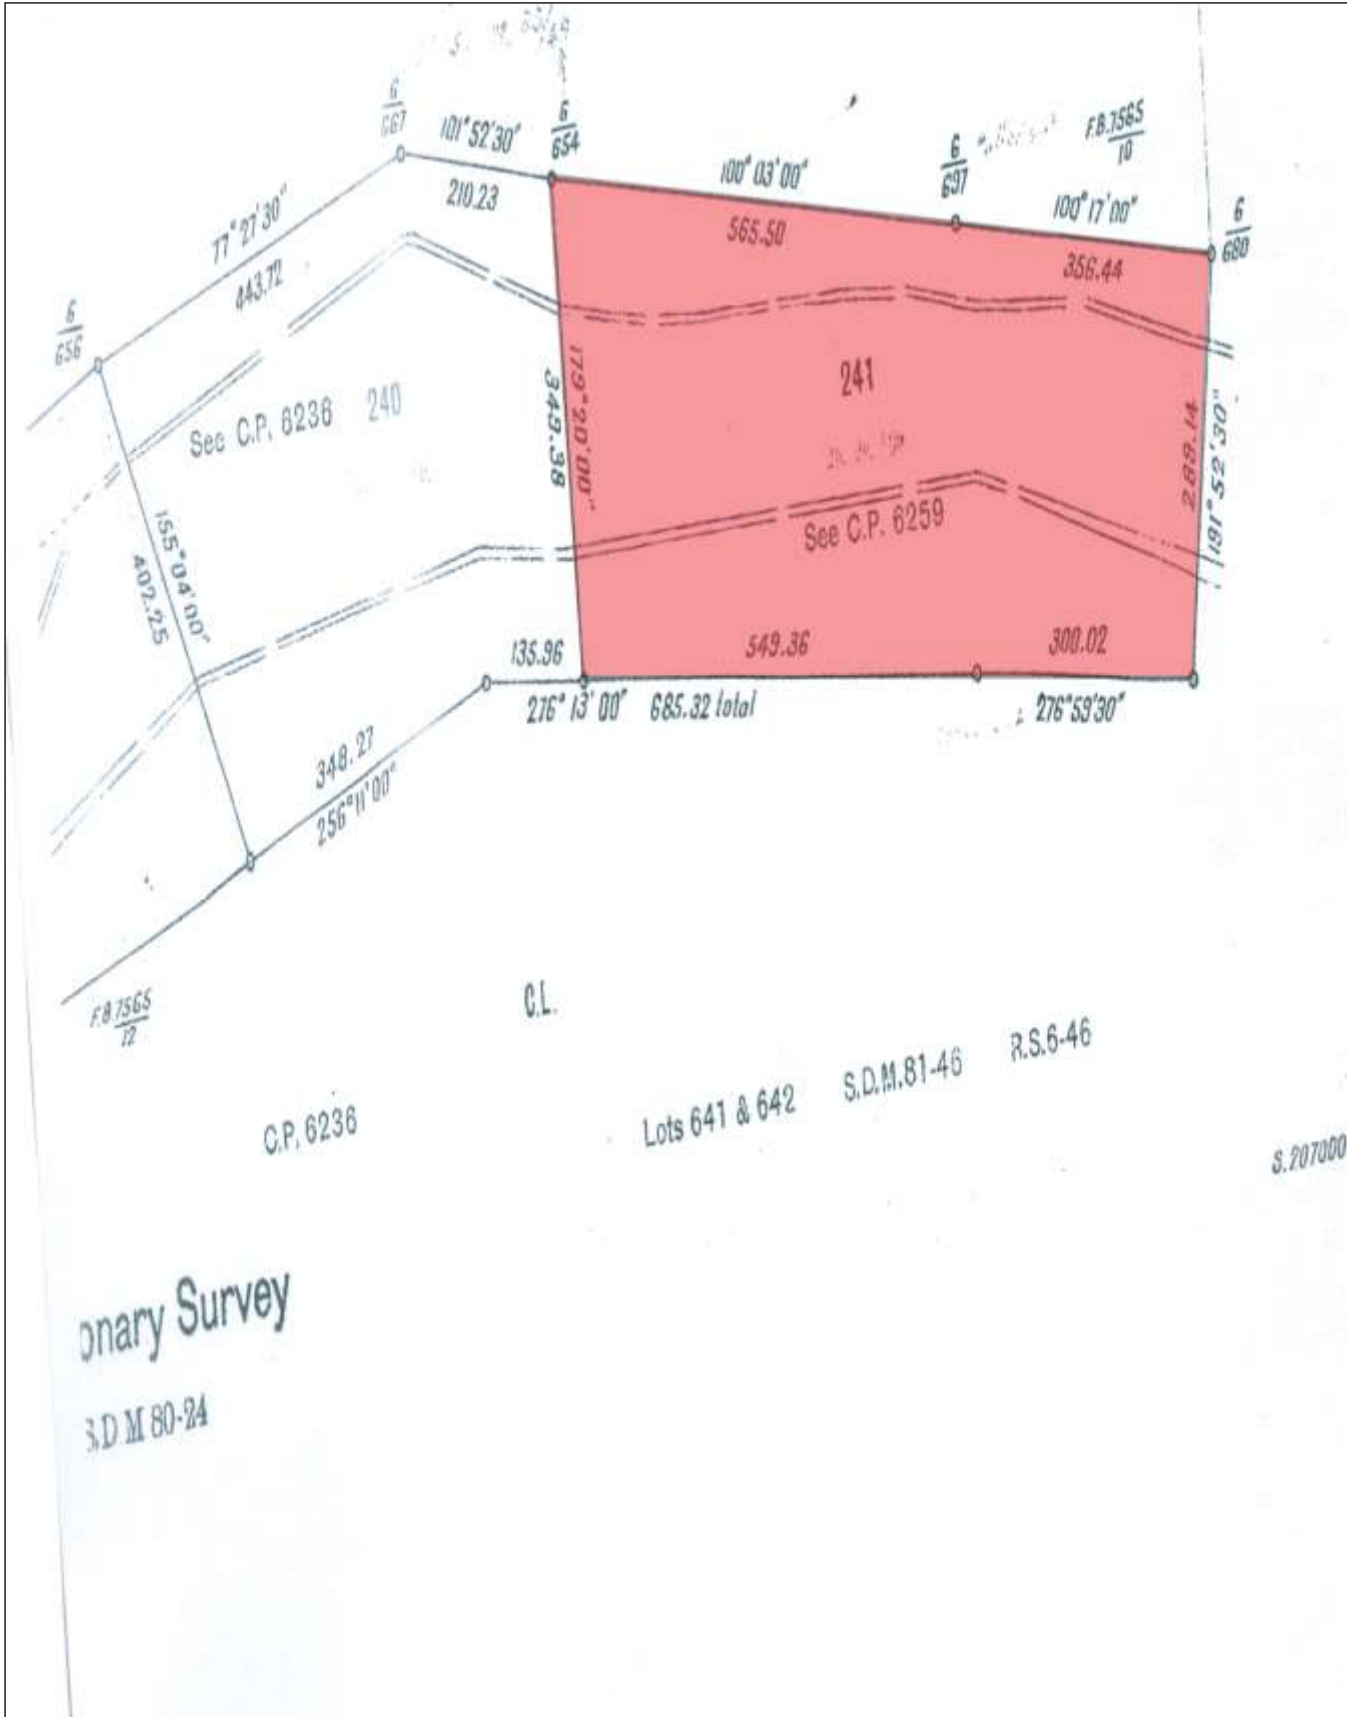 6
667
101° 52' 30"
6
654
210.23
100° 03' 00"
565.50
6
697
F.B.7565
10
100° 17' 00"
356.44
6
680
77° 27' 30"
443.72
6
656
See C.P. 6236
240
179° 20' 00"
349.38
241
289.14
191° 52' 30"
See C.P. 6259
155° 04' 00"
402.25
135.96
549.36
300.02
276° 13' 00"
685.32 total
276° 59' 30"
348.27
256° 11' 00"
F.B.7565
12
C.L.
C.P. 6236
Lots 641 & 642
S.D.M.81-46
R.S.6-46
S.207000
onary Survey
S.D M 80-24